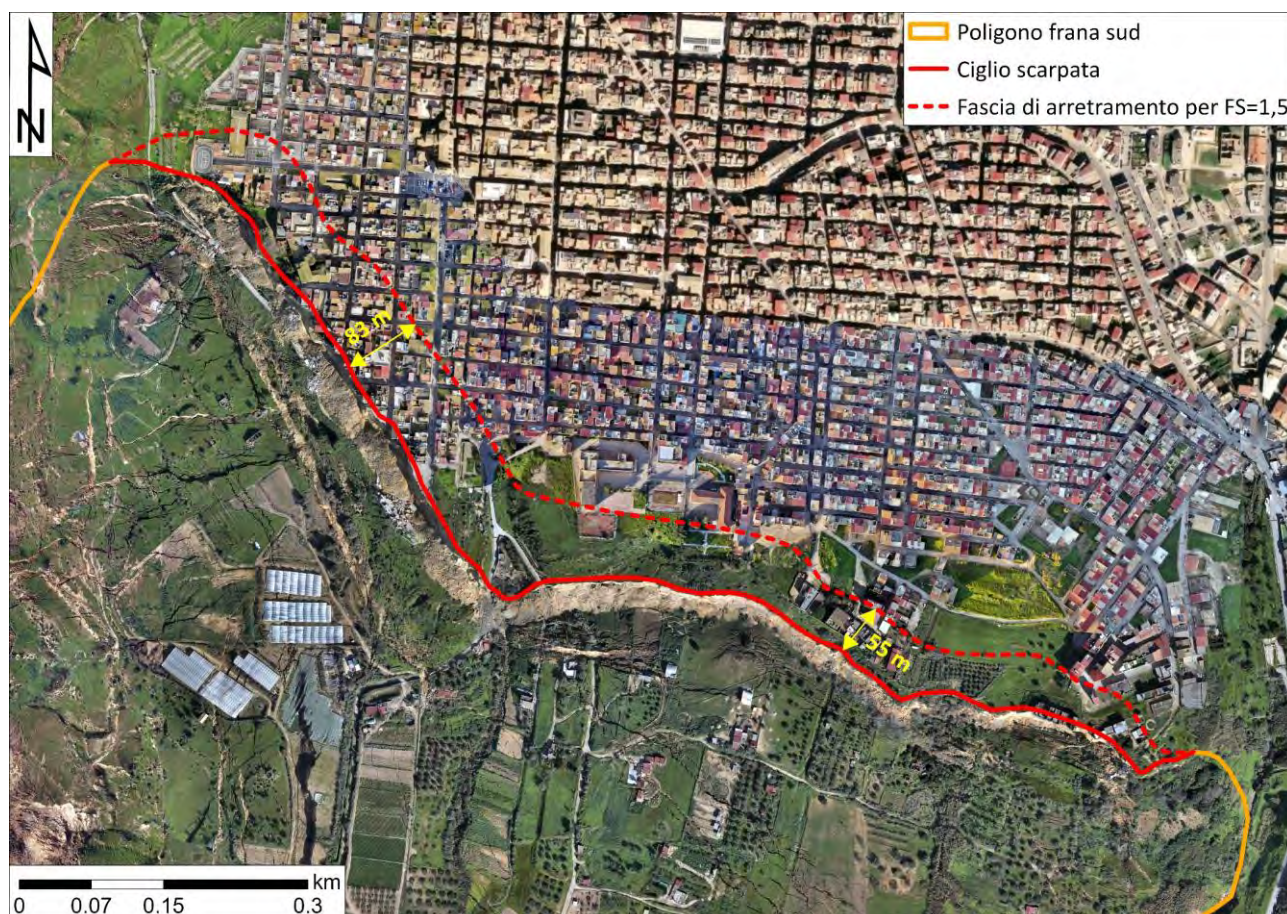 N
Poligono frana sud
Ciglio scarpata
Fascia di arretramento per FS=1,5
83 m
55 m
km
0 0.07 0.15 0.3